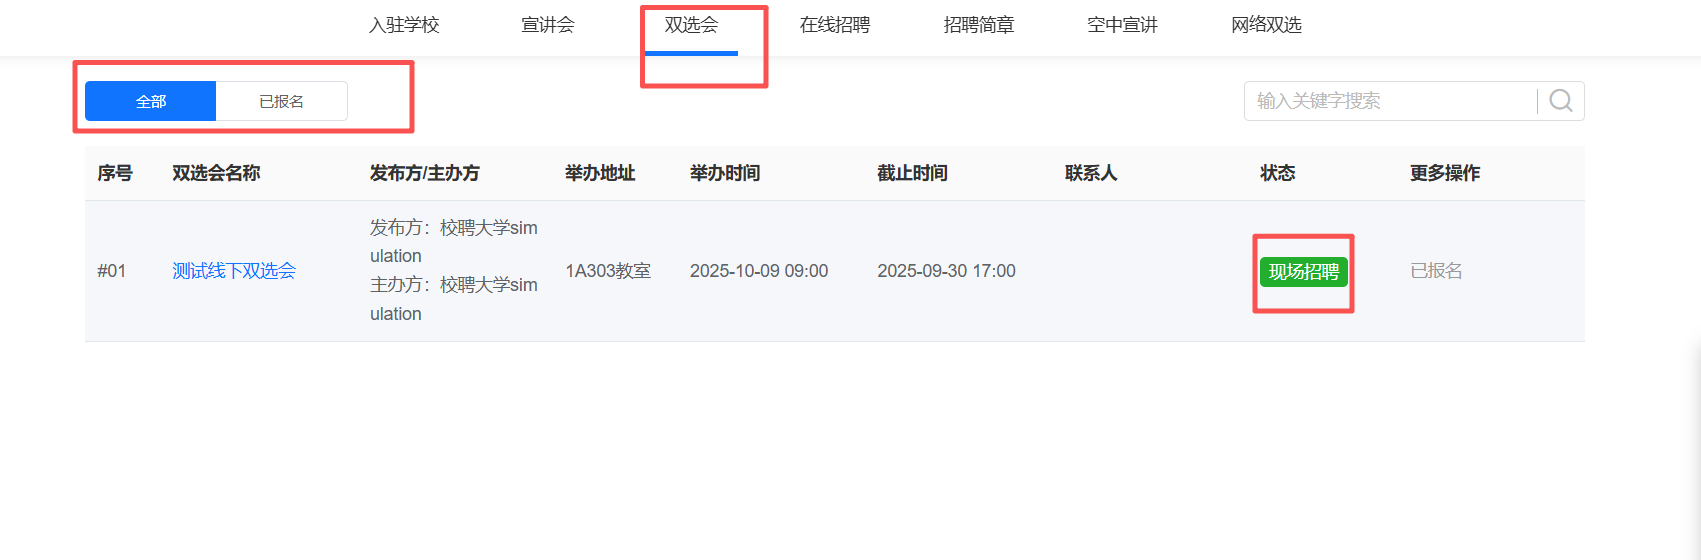 入驻学校 宣讲会 双选会 在线招聘 招聘简章 空中宣讲 网络双选
全部 已报名 输入关键字搜索
序号 双选会名称 发布方/主办方 举办地址 举办时间 截止时间 联系人 状态 更多操作
发布方：校聘大学sim
ulation
#01 测试线下双选会 1A303教室 2025-10-09 09:00 2025-09-30 17:00 现场招聘 已报名
主办方：校聘大学sim
ulation